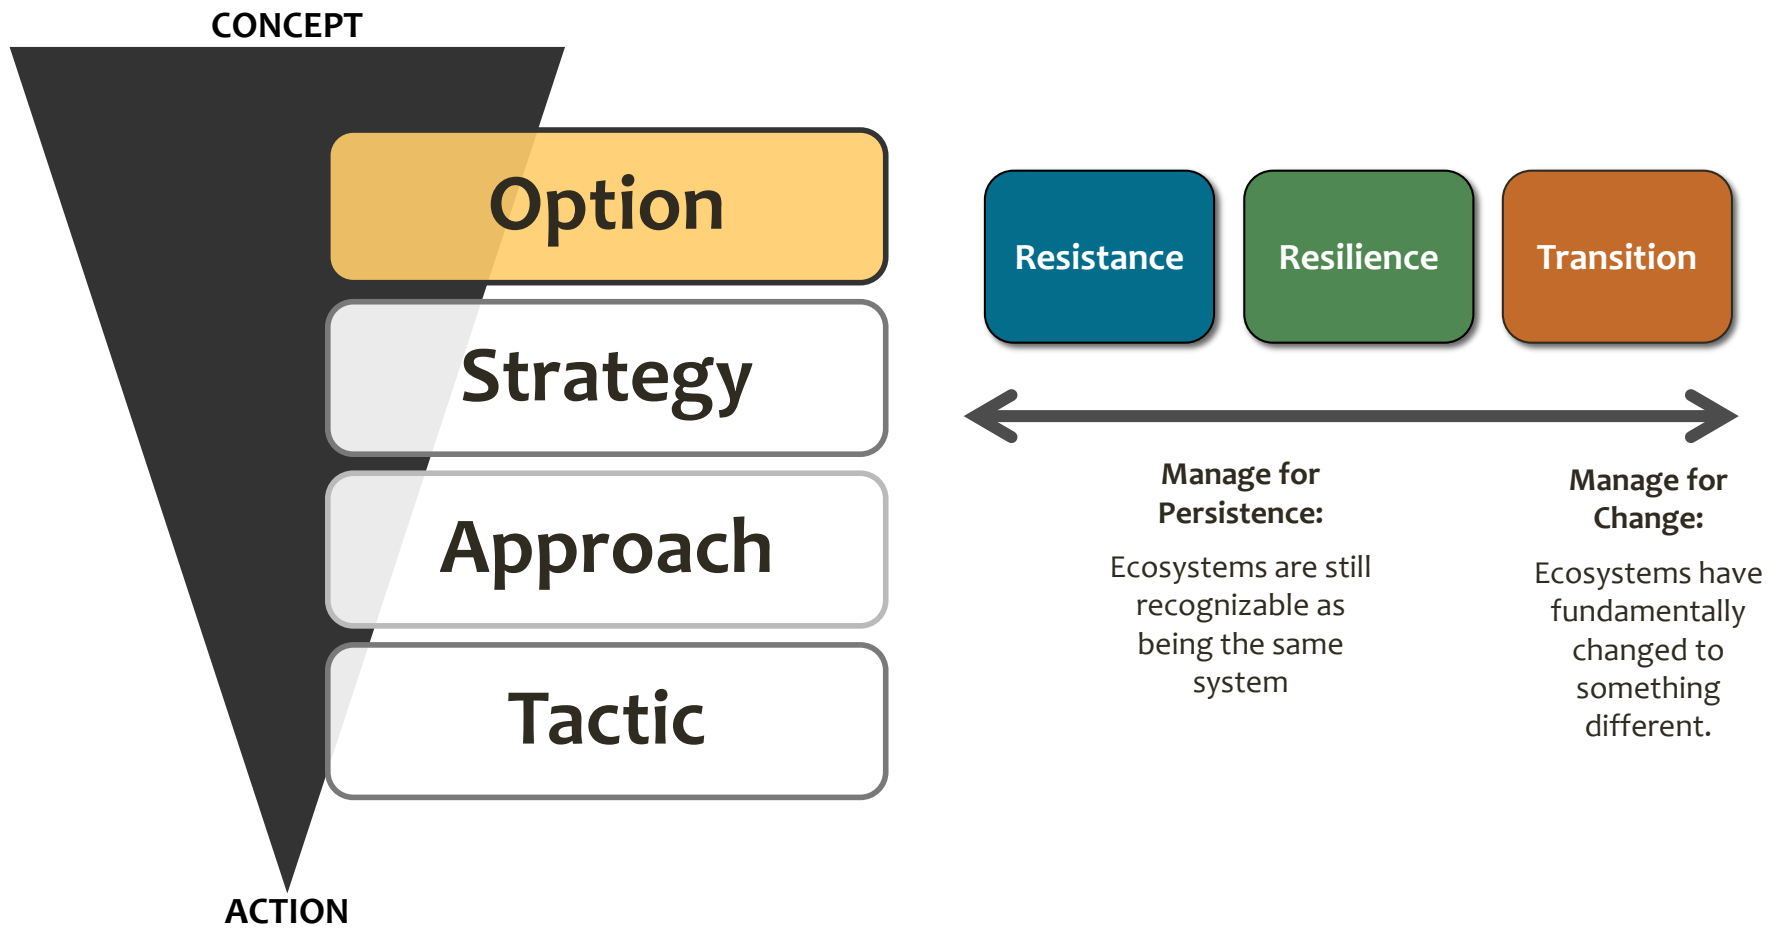 CONCEPT
Option
Strategy
Approach
Tactic
ACTION
Resistance
Resilience
Transition
Manage for
Persistence:
Ecosystems are still
recognizable as
being the same
system
Manage for
Change:
Ecosystems have
fundamentally
changed to
something
different.